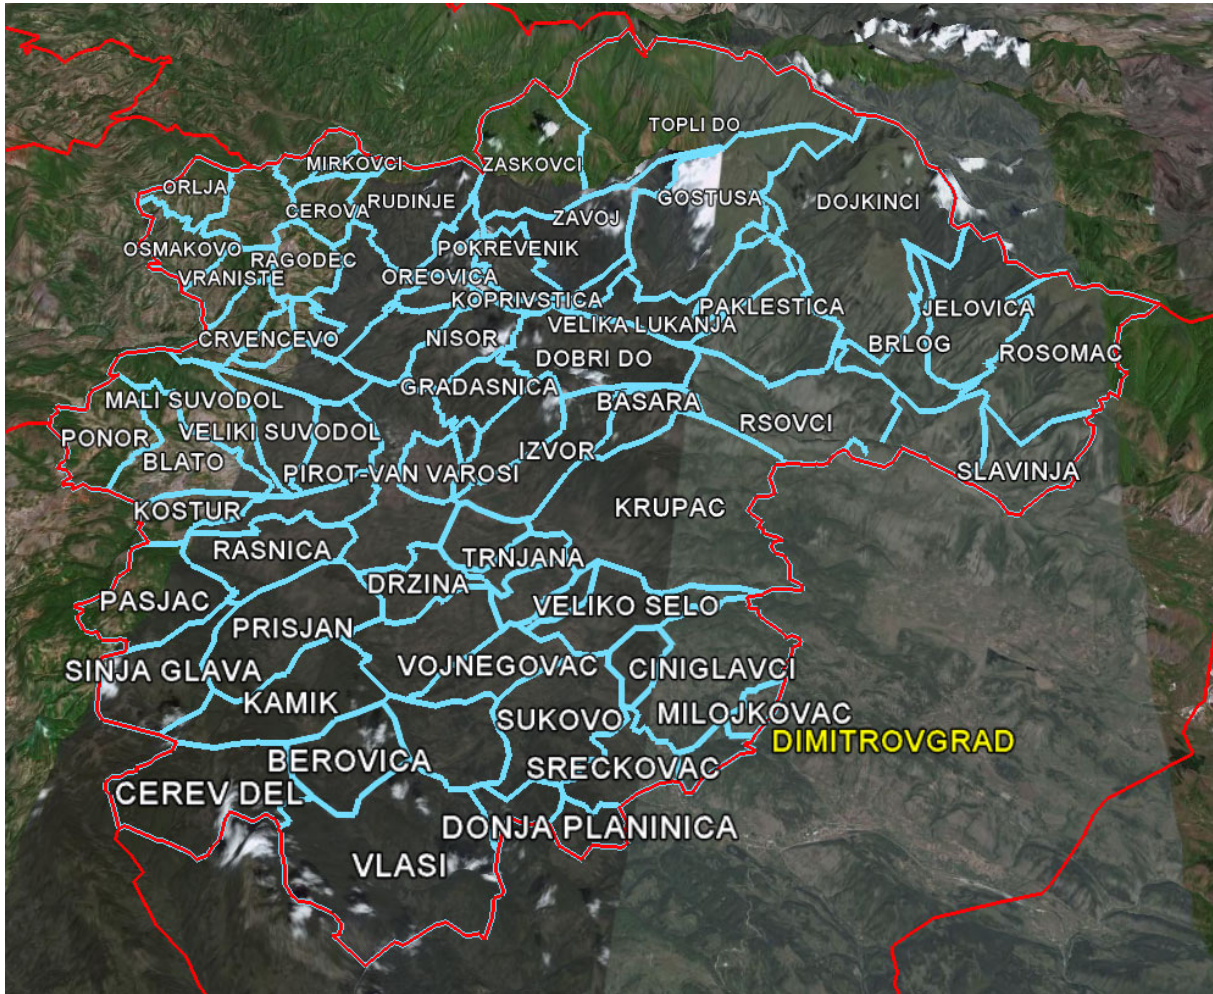 TOPLI DO
MIRKOVCI
ZASKOVCI
ORLJA
CEROVA
RUDINJE
GOSTUSA
DOJKINCI
ZAVOJ
OSMAKOVO
RAGODEC
POKREVENIK
VRANISTE
OREOVICA
KOPRIVSTICA
PAKLESTICA
JELOVICA
VELIKA LUKANJA
CRVENCEVO
NISOR
BRLOG
ROSOMAC
DOBRI DO
GRADASNICA
MALI SUVODOL
BASARA
RSOVCI
PONOR
VELIKI SUVODOL
IZVOR
BLATO
PIROT-VAN VAROSI
SLAVINJA
KOSTUR
KRUPAC
RASNICA
TRNJANA
DRZINA
PASJAC
VELIKO SELO
PRISJAN
SINJA GLAVA
VOJNEGOVAC
CINIGLAVCI
KAMIK
SUKOVO
MILOJKOVAC
DIMITROVGRAD
BEROVICA
SRECKOVAC
CEREV DEL
DONJA PLANINICA
VLASI